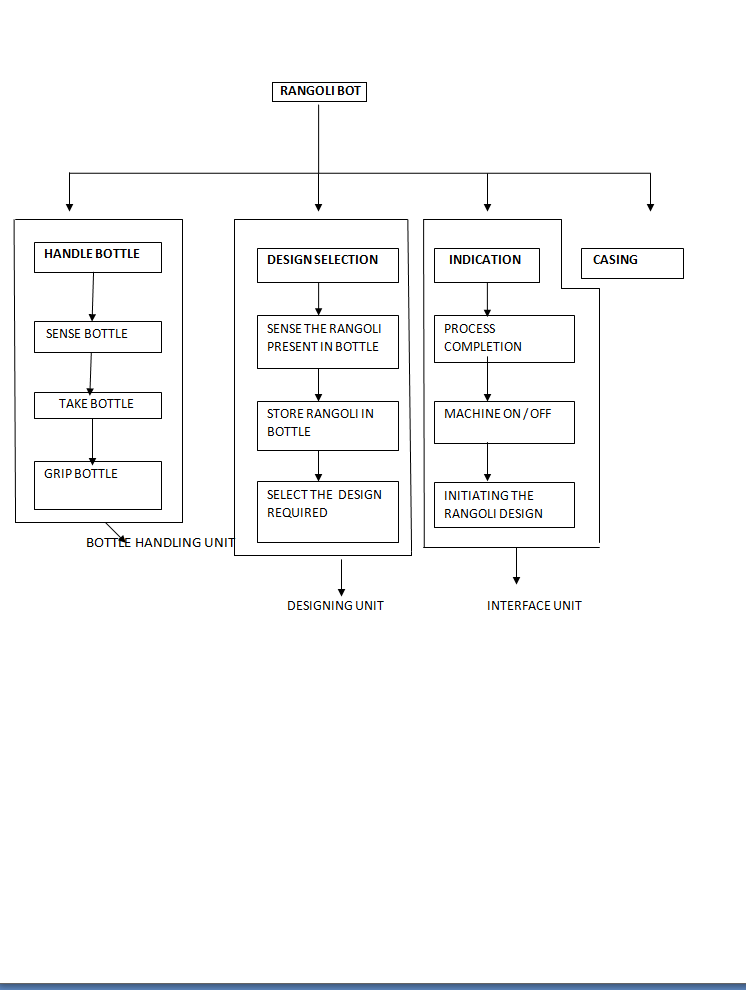 RANGOLI BOT
HANDLE BOTTLE
SENSE BOTTLE
TAKE BOTTLE
GRIP BOTTLE
BOTTLE HANDLING UNIT
DESIGN SELECTION
SENSE THE RANGOLI
PRESENT IN BOTTLE
STORE RANGOLI IN
BOTTLE
SELECT THE DESIGN
REQUIRED
DESIGNING UNIT
INDICATION
PROCESS
COMPLETION
MACHINE ON / OFF
INITIATING THE
RANGOLI DESIGN
INTERFACE UNIT
CASING